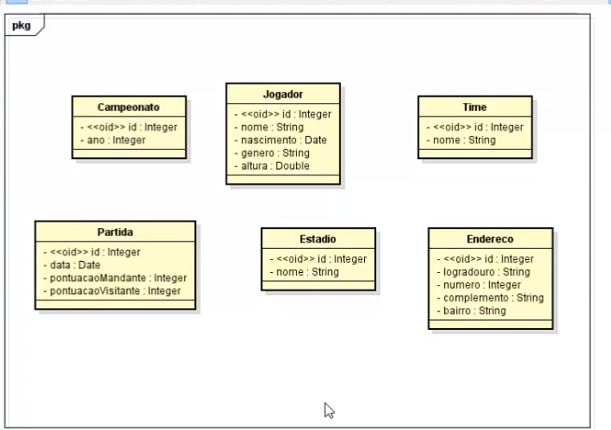 pkg
Campeonato
- <<oid>> id : Integer
- ano : Integer
Jogador
- <<oid>> id : Integer
- nome : String
- nascimento : Date
- genero : String
- altura : Double
Time
- <<oid>> id : Integer
- nome : String
Partida
- <<oid>> id : Integer
- data : Date
- pontuacaoMandante : Integer
- pontuacaoVisitante : Integer
Estadio
- <<oid>> id : Integer
- nome : String
Endereco
- <<oid>> id : Integer
- logradouro : String
- numero : Integer
- complemento : String
- bairro : String